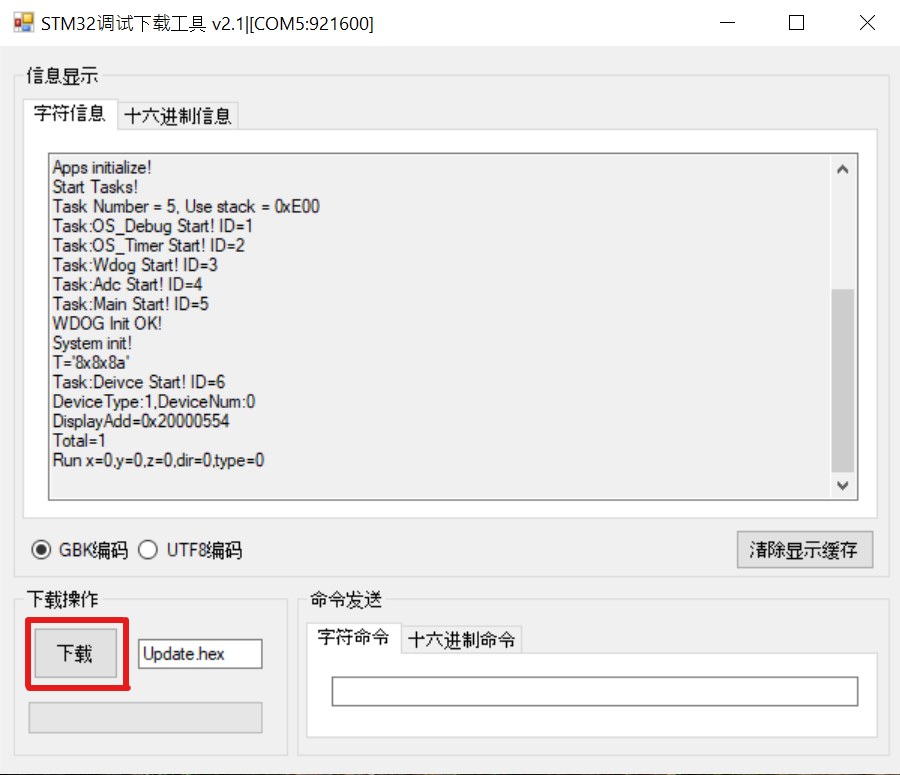 STM32调试下载工具 v2.1|[COM5:921600]
信息显示
字符信息 十六进制信息
Apps initialize!
Start Tasks!
Task Number = 5, Use stack = 0xE00
Task:OS_Debug Start! ID=1
Task:OS_Timer Start! ID=2
Task:Wdog Start! ID=3
Task:Adc Start! ID=4
Task:Main Start! ID=5
WDOG Init OK!
System init!
T='8x8x8a'
Task:Deivce Start! ID=6
DeviceType:1,DeviceNum:0
DisplayAdd=0x20000554
Total=1
Run x=0,y=0,z=0,dir=0,type=0
GBK编码 UTF8编码 清除显示缓存
下载操作
下载 Update.hex
命令发送
字符命令 十六进制命令